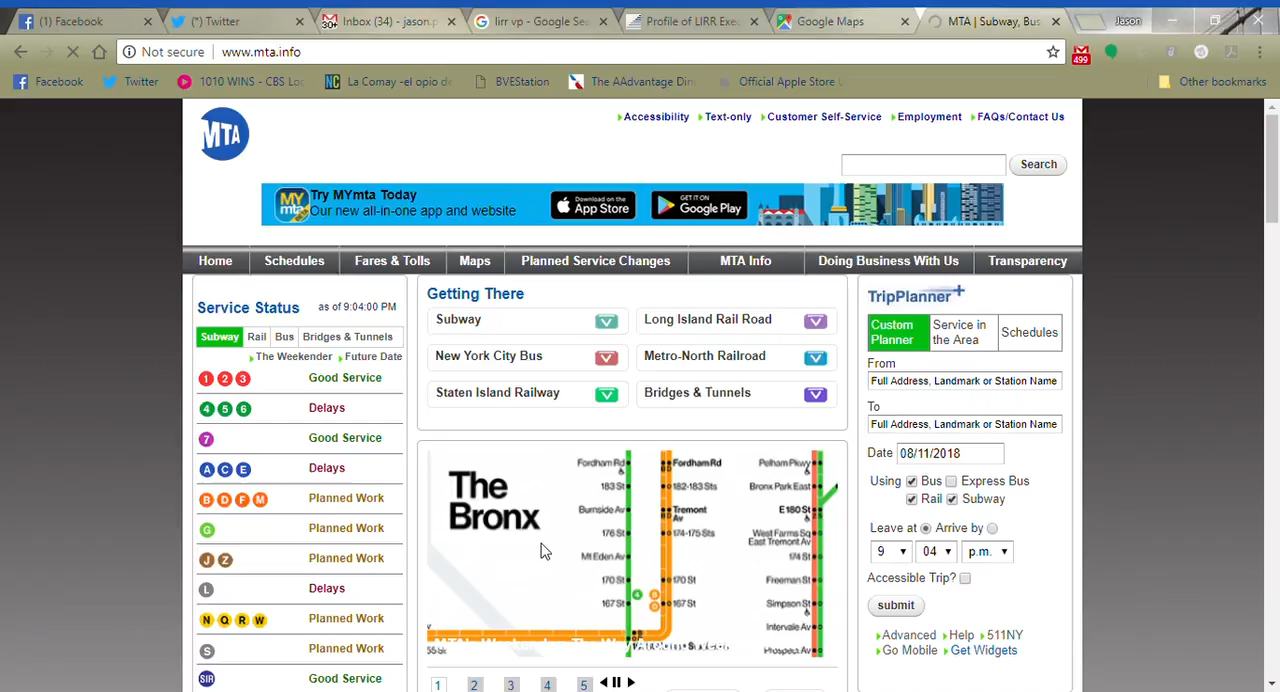 (1) Facebook
(*) Twitter
Inbox (34) - jason.p
lirr vp - Google Sea
Profile of LIRR Exec
Google Maps
MTA | Subway, Bus
Jason
Not secure
www.mta.info
499
Facebook
Twitter
1010 WINS - CBS Loc
La Comay -el opio de
BVEStation
The AAdvantage Din
Official Apple Store
Other bookmarks
MTA
Accessibility
Text-only
Customer Self-Service
Employment
FAQs/Contact Us
Search
MY mta
Try MYmta Today
Our new all-in-one app and website
Download on the App Store
GET IT ON Google Play
Home
Schedules
Fares & Tolls
Maps
Planned Service Changes
MTA Info
Doing Business With Us
Transparency
Service Status as of 9:04:00 PM
Subway Rail Bus Bridges & Tunnels
The Weekender Future Date
1 2 3 Good Service
4 5 6 Delays
7 Good Service
A C E Delays
B D F M Planned Work
G Planned Work
J Z Planned Work
L Delays
N Q R W Planned Work
S Planned Work
SIR Good Service
Getting There
Subway
Long Island Rail Road
New York City Bus
Metro-North Railroad
Staten Island Railway
Bridges & Tunnels
The Bronx
Fordham Rd
183 St
Burnside Av
176 St
Mt Eden Av
170 St
167 St
Fordham Rd
182-183 Sts
Tremont Av
174-175 Sts
170 St
167 St
Pelham Pkwy
Bronx Park East
E 180 St
West Farms Sq
East Tremont Av
174 St
Freeman St
Simpson St
Intervale Av
Prospect Av
4 B D
1 2 3 4 5
TripPlanner+
Custom Planner
Service in the Area
Schedules
From
Full Address, Landmark or Station Name
To
Full Address, Landmark or Station Name
Date 08/11/2018
Using Bus Express Bus
Rail Subway
Leave at Arrive by
9 04 p.m.
Accessible Trip?
submit
Advanced Help 511NY
Go Mobile Get Widgets